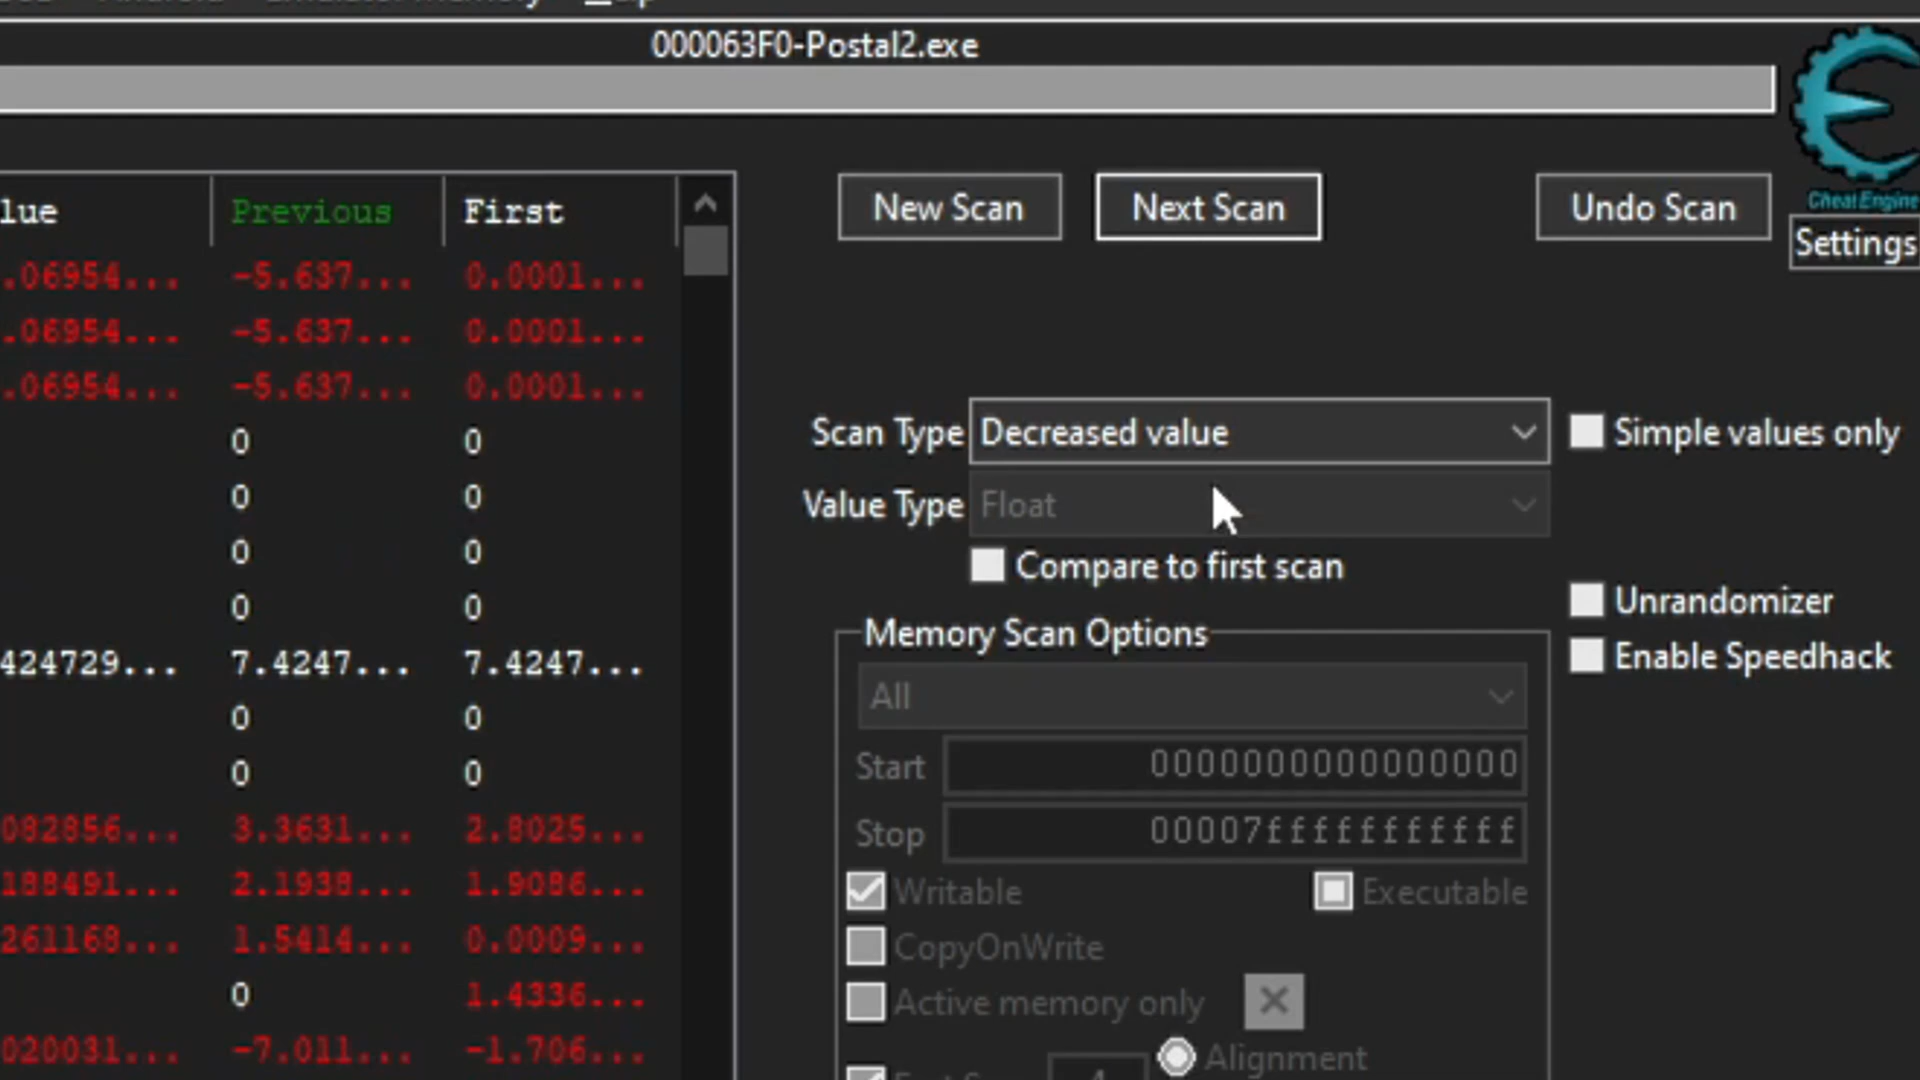 000063F0-Postal2.exe
CheatEngine
Settings
New Scan
Next Scan
Undo Scan
lue Previous First
.06954... -5.637... 0.0001...
.06954... -5.637... 0.0001...
.06954... -5.637... 0.0001...
0 0
0 0
0 0
0 0
424729... 7.4247... 7.4247...
0 0
0 0
082856... 3.3631... 2.8025...
188491... 2.1938... 1.9086...
261168... 1.5414... 0.0009...
0 1.4336...
020031... -7.011... -1.706...
Scan Type Decreased value
Simple values only
Value Type Float
Compare to first scan
Unrandomizer
Enable Speedhack
Memory Scan Options
All
Start 0000000000000000
Stop 00007fffffffffff
Writable Executable
CopyOnWrite
Active memory only
Alignment